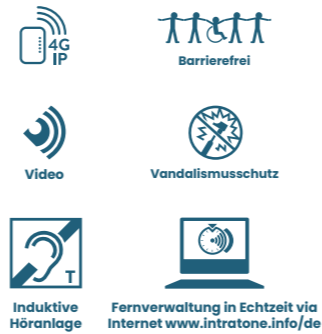 4G
IP
Barrierefrei
Video
Vandalismusschutz
T
Induktive
Höranlage
Fernverwaltung in Echtzeit via
Internet www.intratone.info/de